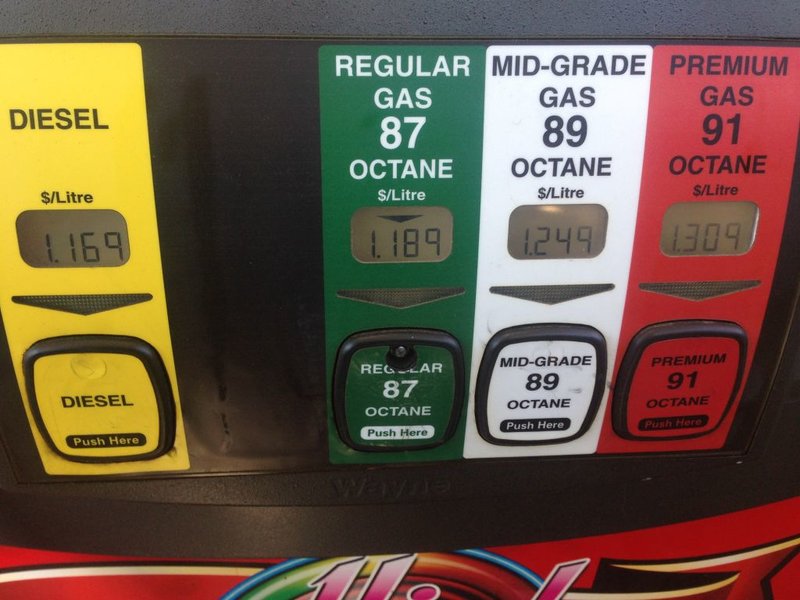 DIESEL
$/Litre
1.169
DIESEL
Push Here
REGULAR
GAS
87
OCTANE
$/Litre
1.189
REGULAR
87
OCTANE
Push Here
MID-GRADE
GAS
89
OCTANE
$/Litre
1.249
MID-GRADE
89
OCTANE
Push Here
PREMIUM
GAS
91
OCTANE
$/Litre
1.309
PREMIUM
91
OCTANE
Push Here
Wayne